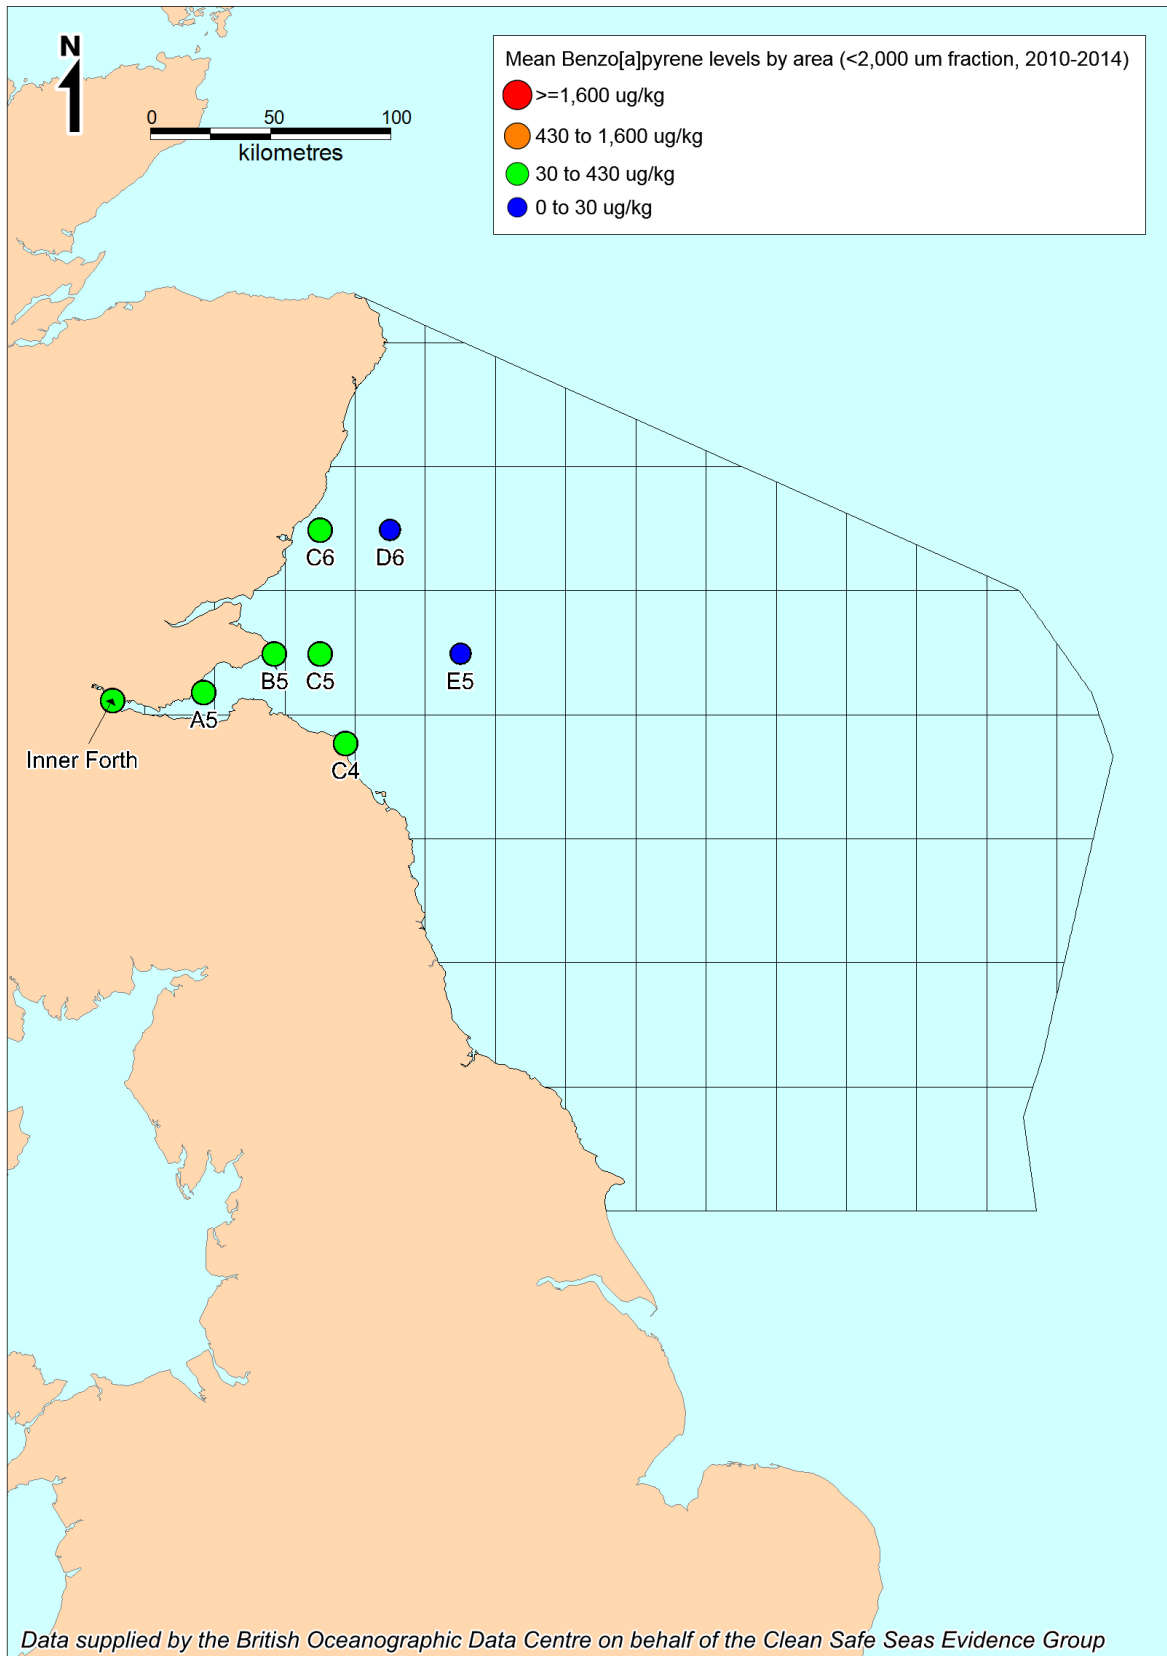 N
0 50 100
kilometres
Mean Benzo[a]pyrene levels by area (<2,000 um fraction, 2010-2014)
>=1,600 ug/kg
430 to 1,600 ug/kg
30 to 430 ug/kg
0 to 30 ug/kg
C6 D6
B5 C5 E5
A5
Inner Forth
C4
Data supplied by the British Oceanographic Data Centre on behalf of the Clean Safe Seas Evidence Group